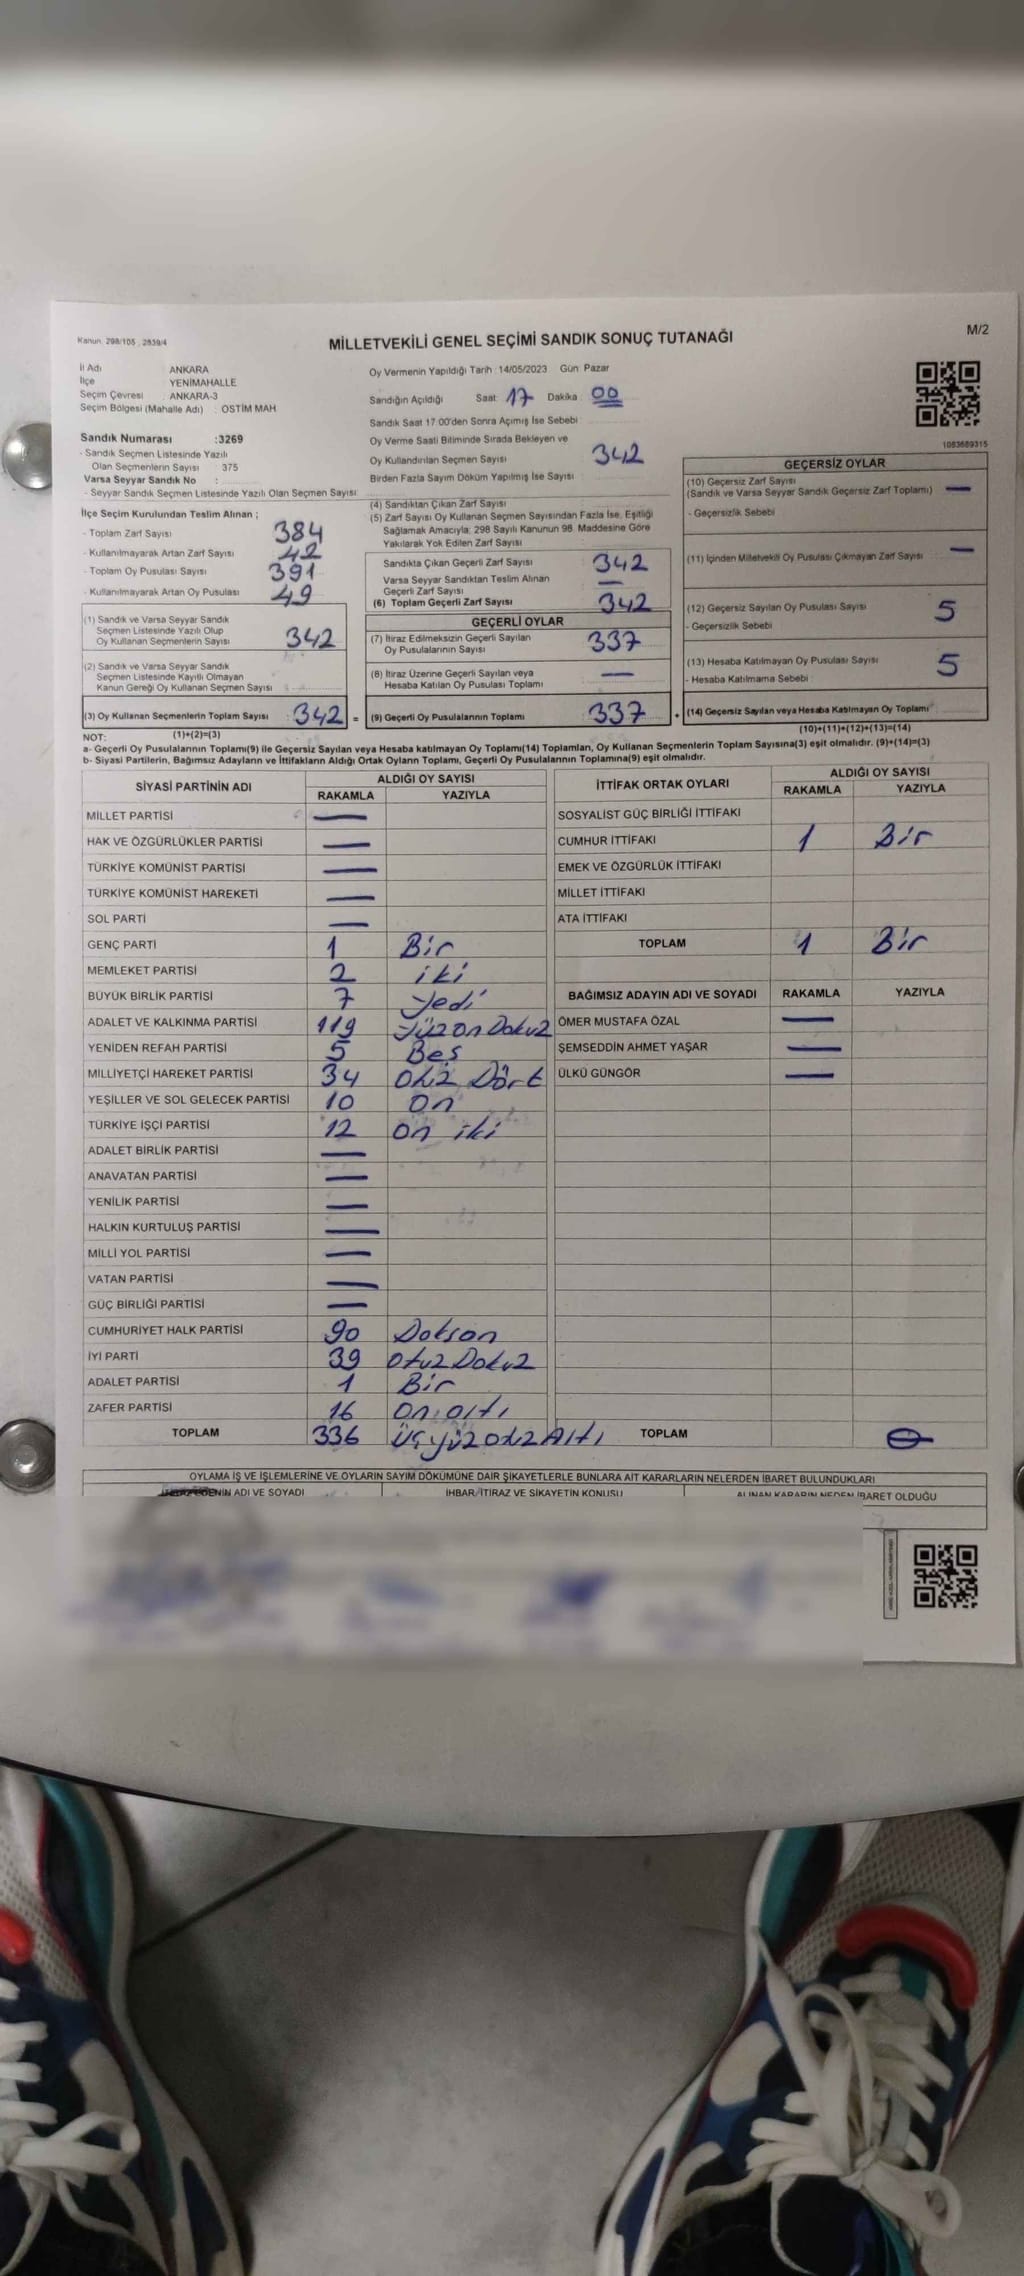 Kanun: 298/105, 2839/4
MİLLETVEKİLİ GENEL SEÇİMİ SANDIK SONUÇ TUTANAĞI
M/2
İl Adı ANKARA
İlçe YENİMAHALLE
Seçim Çevresi : ANKARA-3
Seçim Bölgesi (Mahalle Adı) : OSTİM MAH
Sandık Numarası :3269
- Sandık Seçmen Listesinde Yazılı
Olan Seçmenlerin Sayısı : 375
Varsa Seyyar Sandık No :
- Seyyar Sandık Seçmen Listesinde Yazılı Olan Seçmen Sayısı
İlçe Seçim Kurulundan Teslim Alınan ;
- Toplam Zarf Sayısı 384
- Kullanılmayarak Artan Zarf Sayısı 42
- Toplam Oy Pusulası Sayısı 391
- Kullanılmayarak Artan Oy Pusulası 49
(1) Sandık ve Varsa Seyyar Sandık
Seçmen Listesinde Yazılı Olup
Oy Kullanan Seçmenlerin Sayısı 342
(2) Sandık ve Varsa Seyyar Sandık
Seçmen Listesinde Kayıtlı Olmayan
Kanun Gereği Oy Kullanan Seçmen Sayısı
(3) Oy Kullanan Seçmenlerin Toplam Sayısı 342 =
Oy Vermenin Yapıldığı Tarih : 14/05/2023 Gün Pazar
Sandığın Açıldığı Saat 17 Dakika 00
Sandık Saat 17.00'den Sonra Açımış İse Sebebi
Oy Verme Saati Bitiminde Sırada Bekleyen ve
Oy Kullandırılan Seçmen Sayısı 342
Birden Fazla Sayım Döküm Yapılmış İse Sayısı
(4) Sandıktan Çıkan Zarf Sayısı
(5) Zarf Sayısı Oy Kullanan Seçmen Sayısından Fazla İse, Eşitliği
Sağlamak Amacıyla; 298 Sayılı Kanunun 98. Maddesine Göre
Yakılarak Yok Edilen Zarf Sayısı
Sandıkta Çıkan Geçerli Zarf Sayısı 342
Varsa Seyyar Sandıktan Teslim Alınan
Geçerli Zarf Sayısı —
(6) Toplam Geçerli Zarf Sayısı 342
GEÇERLİ OYLAR
(7) İtiraz Edilmeksizin Geçerli Sayılan
Oy Pusulalarının Sayısı 337
(8) İtiraz Üzerine Geçerli Sayılan veya
Hesaba Katılan Oy Pusulası Toplamı —
(9) Geçerli Oy Pusulalarının Toplamı 337 +
1083689315
GEÇERSİZ OYLAR
(10) Geçersiz Zarf Sayısı
(Sandık ve Varsa Seyyar Sandık Geçersiz Zarf Toplamı) —
- Geçersizlik Sebebi
(11) İçinden Milletvekili Oy Pusulası Çıkmayan Zarf Sayısı —
(12) Geçersiz Sayılan Oy Pusulası Sayısı 5
- Geçersizlik Sebebi
(13) Hesaba Katılmayan Oy Pusulası Sayısı 5
- Hesaba Katılmama Sebebi
(14) Geçersiz Sayılan veya Hesaba Katılmayan Oy Toplamı
NOT: (1)+(2)=(3) (10)+(11)+(12)+(13)=(14)
a- Geçerli Oy Pusulalarının Toplamı(9) ile Geçersiz Sayılan veya Hesaba katılmayan Oy Toplamı(14) Toplamları, Oy Kullanan Seçmenlerin Toplam Sayısına(3) eşit olmalıdır. (9)+(14)=(3)
b- Siyasi Partilerin, Bağımsız Adayların ve İttifakların Aldığı Ortak Oyların Toplamı, Geçerli Oy Pusulalarının Toplamına(9) eşit olmalıdır.
SİYASİ PARTİNİN ADI ALDIĞI OY SAYISI
RAKAMLA YAZIYLA
MİLLET PARTİSİ —
HAK VE ÖZGÜRLÜKLER PARTİSİ —
TÜRKİYE KOMÜNİST PARTİSİ —
TÜRKİYE KOMÜNİST HAREKETİ —
SOL PARTİ —
GENÇ PARTİ 1 Bir
MEMLEKET PARTİSİ 2 iki
BÜYÜK BİRLİK PARTİSİ 7 Yedi
ADALET VE KALKINMA PARTİSİ 119 Yüz on Dokuz
YENİDEN REFAH PARTİSİ 5 Beş
MİLLİYETÇİ HAREKET PARTİSİ 34 Otuz Dört
YEŞİLLER VE SOL GELECEK PARTİSİ 10 on
TÜRKİYE İŞÇİ PARTİSİ 12 on iki
ADALET BİRLİK PARTİSİ —
ANAVATAN PARTİSİ —
YENİLİK PARTİSİ —
HALKIN KURTULUŞ PARTİSİ —
MİLLİ YOL PARTİSİ —
VATAN PARTİSİ —
GÜÇ BİRLİĞİ PARTİSİ —
CUMHURİYET HALK PARTİSİ 90 Doksan
İYİ PARTİ 39 otuz Dokuz
ADALET PARTİSİ 1 Bir
ZAFER PARTİSİ 16 on altı
TOPLAM 336 üçyüz otuz Altı
İTTİFAK ORTAK OYLARI ALDIĞI OY SAYISI
RAKAMLA YAZIYLA
SOSYALİST GÜÇ BİRLİĞİ İTTİFAKI
CUMHUR İTTİFAKI 1 Bir
EMEK VE ÖZGÜRLÜK İTTİFAKI
MİLLET İTTİFAKI
ATA İTTİFAKI
TOPLAM 1 Bir
BAĞIMSIZ ADAYIN ADI VE SOYADI RAKAMLA YAZIYLA
ÖMER MUSTAFA ÖZAL —
ŞEMSEDDİN AHMET YAŞAR —
ÜLKÜ GÜNGÖR —
TOPLAM
OYLAMA İŞ VE İŞLEMLERİNE VE OYLARIN SAYIM DÖKÜMÜNE DAİR ŞİKAYETLERLE BUNLARA AİT KARARLARIN NELERDEN İBARET BULUNDUKLARI
ADI VE SOYADI İHBAR/İTİRAZ VE ŞİKAYETİN KONUSU ALINAN KARARIN NEDEN İBARET OLDUĞU